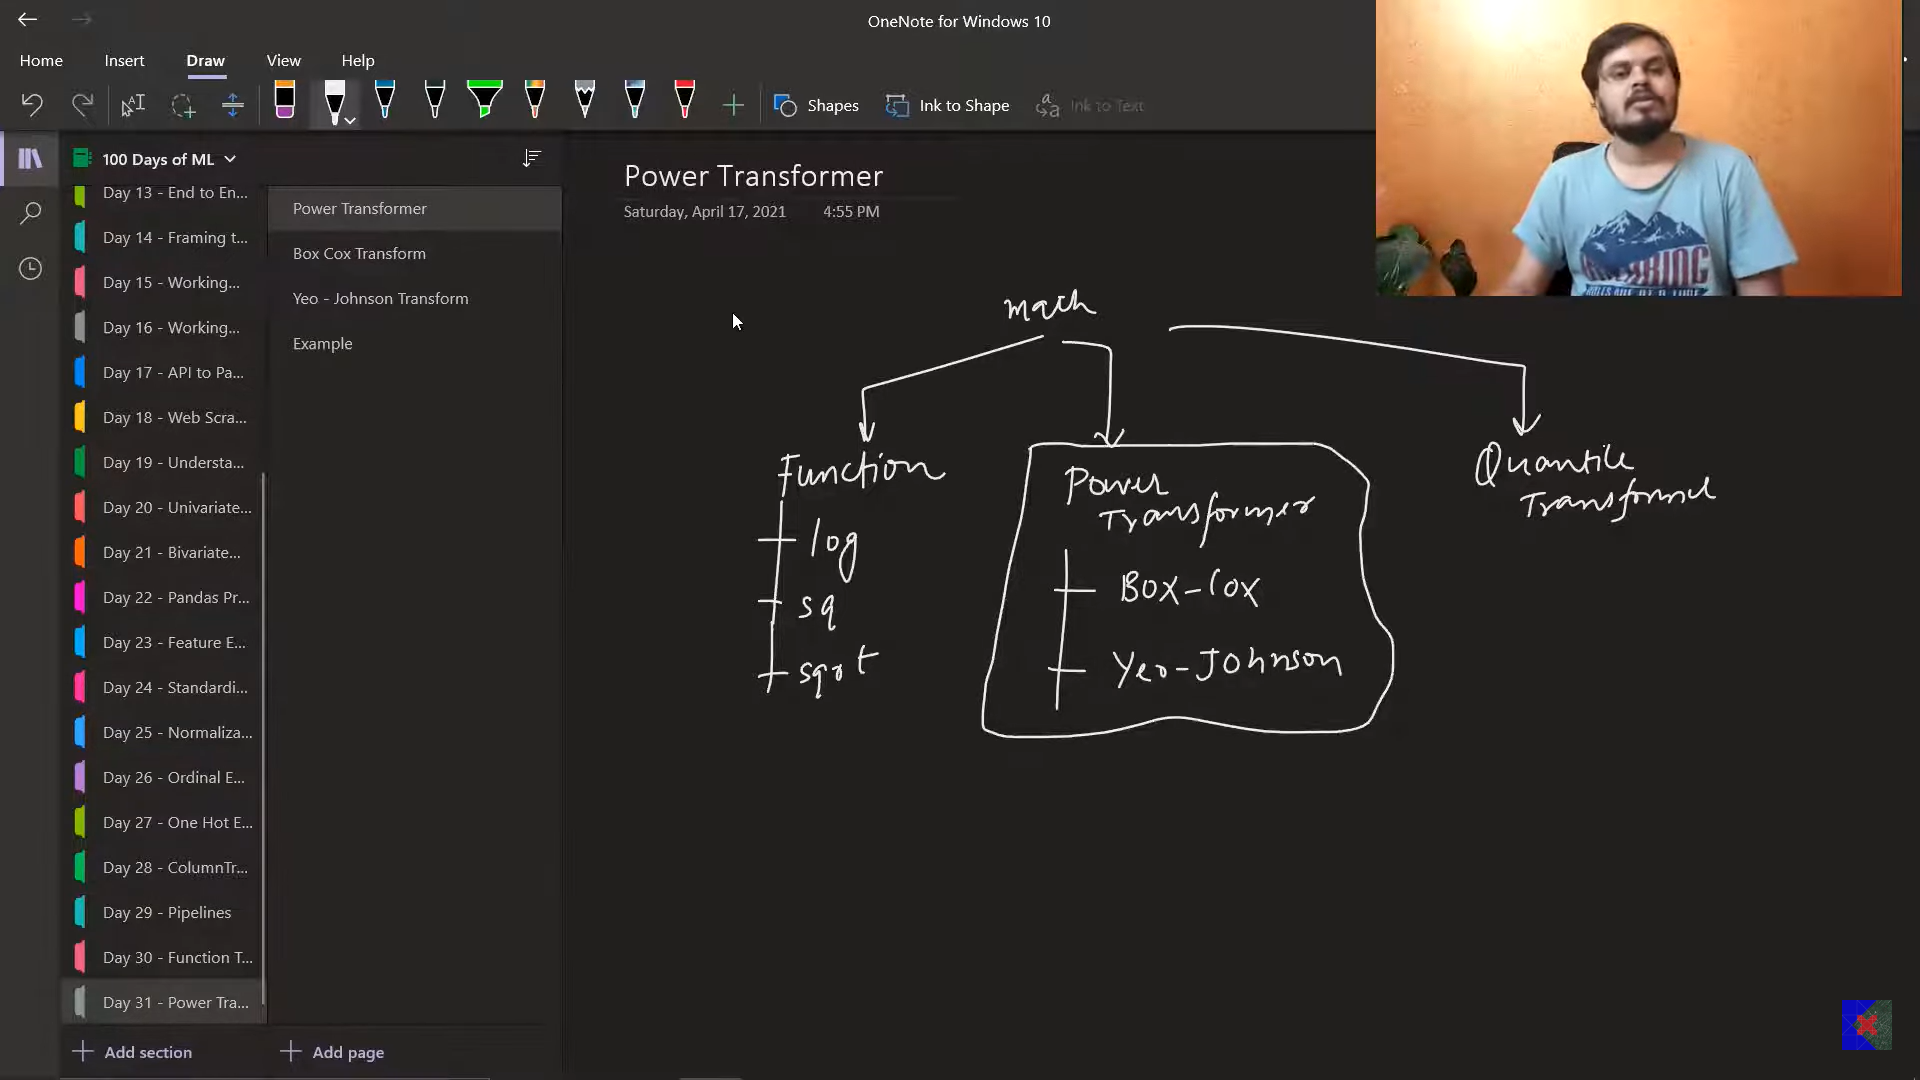 OneNote for Windows 10
Home
Insert
Draw
View
Help
Shapes
Ink to Shape
Ink to Text
100 Days of ML
Day 13 - End to En...
Day 14 - Framing t...
Day 15 - Working...
Day 16 - Working...
Day 17 - API to Pa...
Day 18 - Web Scra...
Day 19 - Understa...
Day 20 - Univariate...
Day 21 - Bivariate...
Day 22 - Pandas Pr...
Day 23 - Feature E...
Day 24 - Standardi...
Day 25 - Normaliza...
Day 26 - Ordinal E...
Day 27 - One Hot E...
Day 28 - ColumnTr...
Day 29 - Pipelines
Day 30 - Function T...
Day 31 - Power Tra...
Add section
Power Transformer
Box Cox Transform
Yeo - Johnson Transform
Example
Add page
Power Transformer
Saturday, April 17, 2021 4:55 PM
math
Function
log
sq
sqrt
Power
Transformer
Box-Cox
Yeo-Johnson
Quantile